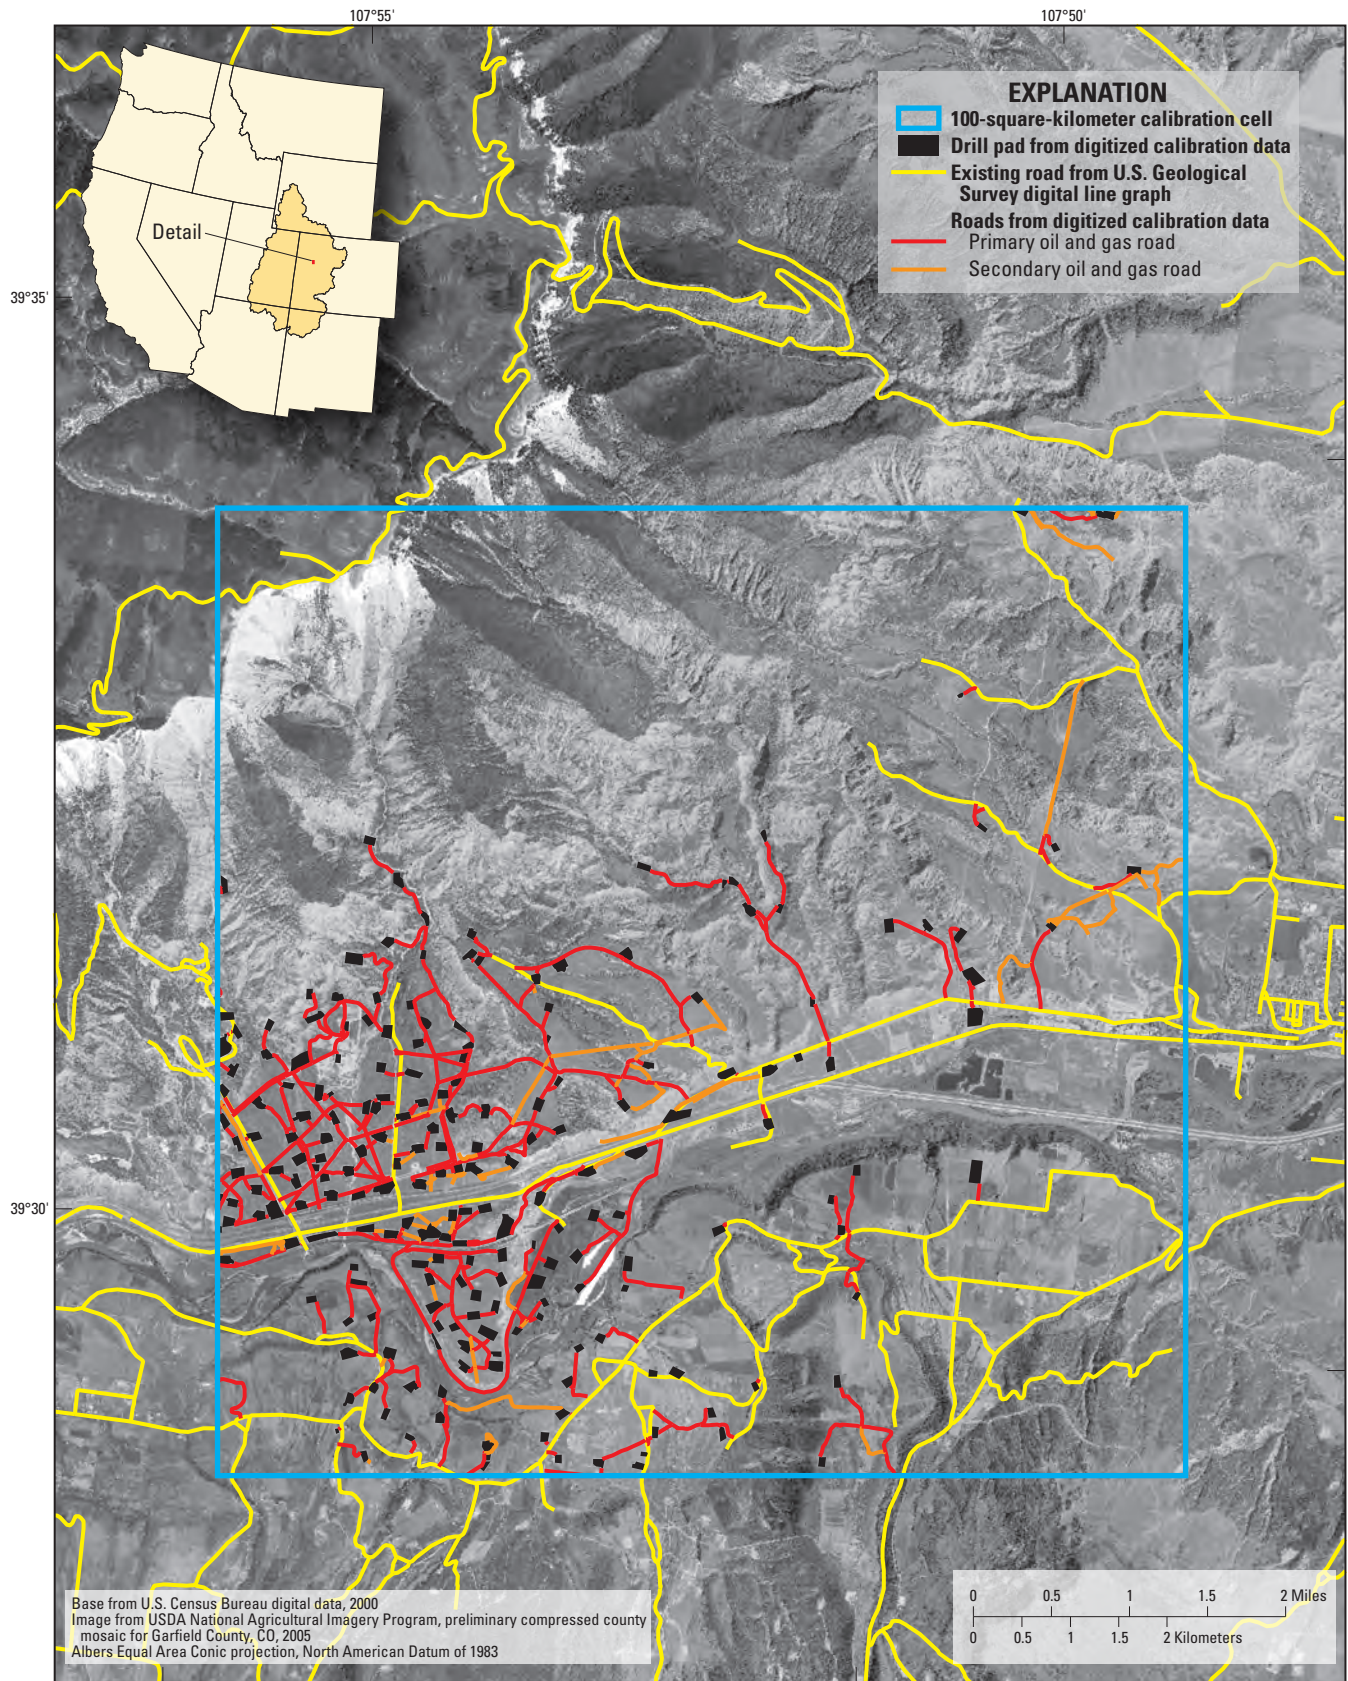 107°55'
107°50'
EXPLANATION
100-square-kilometer calibration cell
Drill pad from digitized calibration data
Existing road from U.S. Geological
Survey digital line graph
Roads from digitized calibration data
Primary oil and gas road
Secondary oil and gas road
Detail
39°35'
39°30'
Base from U.S. Census Bureau digital data, 2000
Image from USDA National Agricultural Imagery Program, preliminary compressed county
mosaic for Garfield County, CO, 2005
Albers Equal Area Conic projection, North American Datum of 1983
0 0.5 1 1.5 2 Miles
0 0.5 1 1.5 2 Kilometers